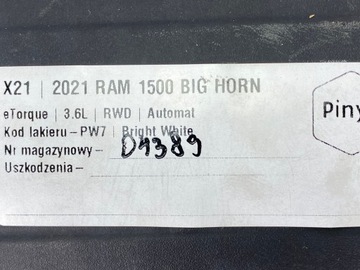 X21 | 2021 RAM 1500 BIG HORN
eTorque | 3.6L | RWD | Automat
Kod lakieru – PW7 | Bright White
Nr magazynowy – D1389
Uszkodzenia –
Piny